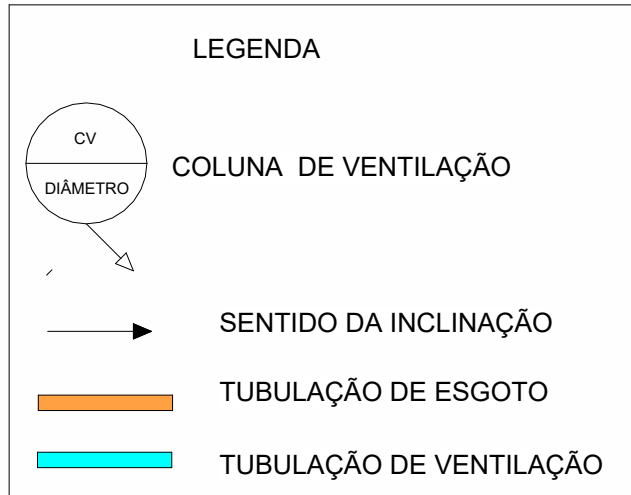 LEGENDA
CV
DIÂMETRO
COLUNA DE VENTILAÇÃO
SENTIDO DA INCLINAÇÃO
TUBULAÇÃO DE ESGOTO
TUBULAÇÃO DE VENTILAÇÃO